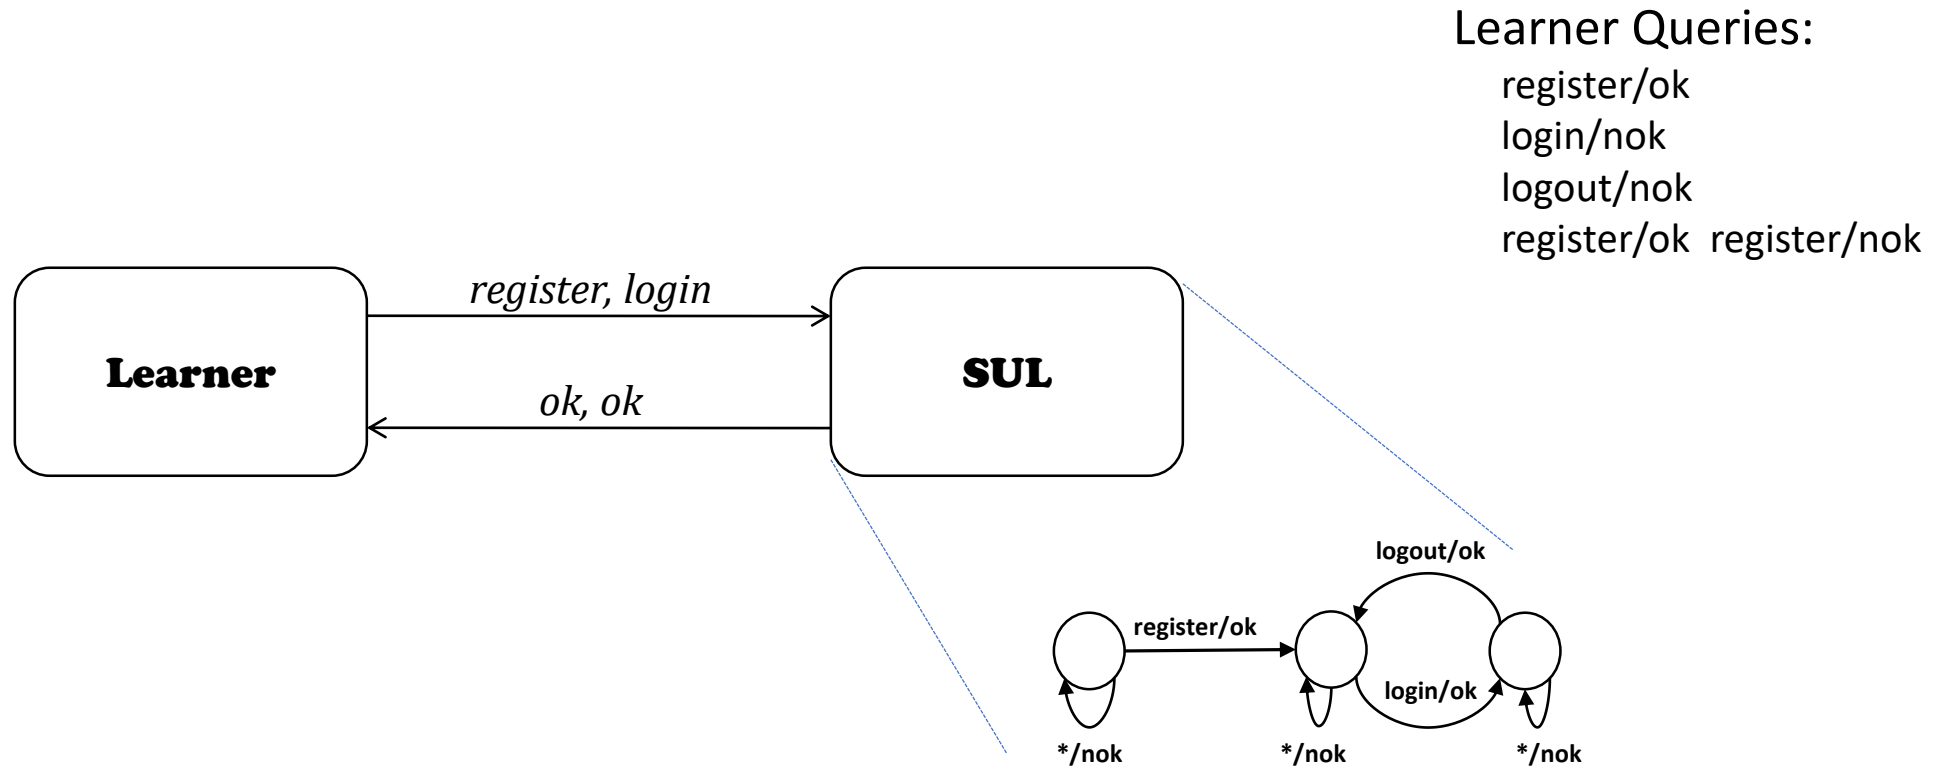 Learner Queries:
register/ok
login/nok
logout/nok
register/ok register/nok
register, login
Learner
SUL
ok, ok
logout/ok
register/ok
login/ok
*/nok
*/nok
*/nok